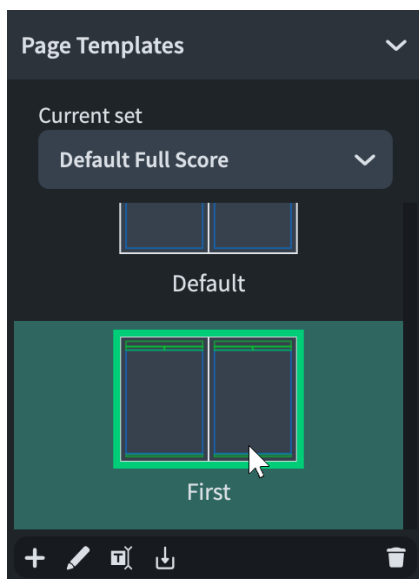 Page Templates
Current set
Default Full Score
Default
First